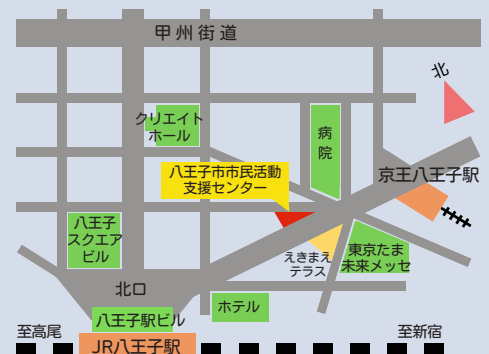 甲州街道
北
クリエイト
ホール
病
院
八王子市市民活動
支援センター
京王八王子駅
八王子
スクエア
ビル
えきまえ
テラス
東京たま
未来メッセ
北口
ホテル
八王子駅ビル
至高尾
至新宿
JR八王子駅